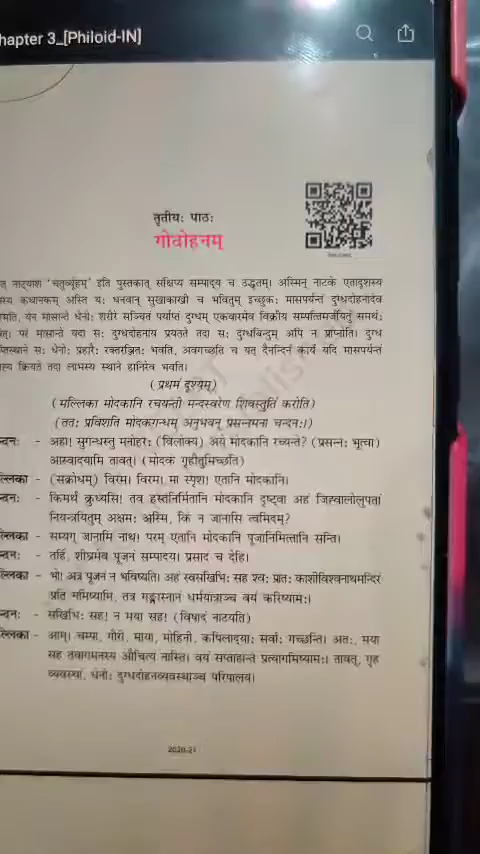 hapter 3_[Philoid-IN]
तृतीयः पाठः
गोदोहनम्
नाट्यांशः 'चतुर्व्यूहम्' इति पुस्तकात् संक्षिप्य सम्पाद्य च उद्धृतम्। अस्मिन् नाटके एतादृशस्य
कथानकम् अस्ति यः धनवान् सुखाकांक्षी च भवितुम् इच्छुकः मासपर्यन्तं दुग्धदोहनादेव
येन मासान्ते धेनोः शरीरे सञ्चितं पर्याप्तं दुग्धम् एकवारमेव विक्रीय सम्पत्तिमर्जयितुं समर्थः
परं मासान्ते यदा सः दुग्धदोहनाय प्रयतते तदा सः दुग्धबिन्दुम् अपि न प्राप्नोति। दुग्ध
सः धेनोः प्रहारैः रक्तरञ्जितः भवति, अवगच्छति च यत् दैनन्दिनं कार्यं यदि मासपर्यन्तं
क्रियते तदा लाभस्य स्थाने हानिरेव भवति।
(प्रथमं दृश्यम्)
(मल्लिका मोदकानि रचयन्ती मन्दस्वरेण शिवस्तुतिं करोति)
(ततः प्रविशति मोदकगन्धम् अनुभवन् प्रसन्नमना चन्दनः।)
न्दनः - अहा! सुगन्धस्तु मनोहरः (विलोक्य) अये मोदकानि रच्यन्ते? (प्रसन्नः भूत्वा)
आस्वादयामि तावत्। (मोदकं गृहीतुमिच्छति)
ल्लिका - (सक्रोधम्) विरम। विरम। मा स्पृश! एतानि मोदकानि।
न्दनः - किमर्थं क्रुध्यसि! तव हस्तनिर्मितानि मोदकानि दृष्ट्वा अहं जिह्वालोलुपतां
नियन्त्रयितुम् अक्षमः अस्मि, किं न जानासि त्वमिदम्?
ल्लिका - सम्यग् जानामि नाथ! परम् एतानि मोदकानि पूजानिमित्तानि सन्ति।
न्दनः - तर्हि, शीघ्रमेव पूजनं सम्पादय। प्रसादं च देहि।
ल्लिका - भो! अत्र पूजनं न भविष्यति। अहं स्वसखिभिः सह श्वः प्रातः काशीविश्वनाथमन्दिरं
प्रति गमिष्यामि, तत्र गङ्गास्नानं धर्मयात्राञ्च वयं करिष्यामः।
न्दनः - सखिभिः सह! न मया सह! (विषादं नाटयति)
ल्लिका - आम्। चम्पा, गौरी, माया, मोहिनी, कपिलाद्याः सर्वाः गच्छन्ति। अतः, मया
सह तवागमनस्य औचित्यं नास्ति। वयं सप्ताहान्ते प्रत्यागमिष्यामः। तावत्, गृह
व्यवस्थां, धेनोः दुग्धदोहनव्यवस्थाञ्च परिपालय।
2020-21